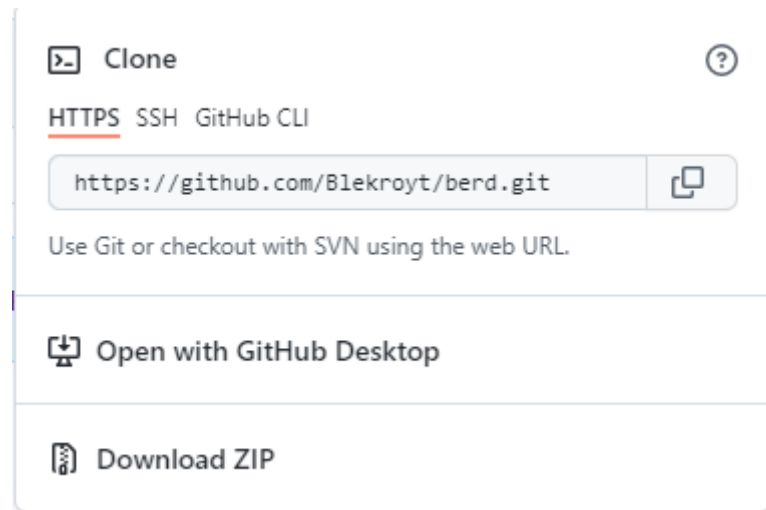 Clone
HTTPS SSH GitHub CLI
https://github.com/Blekroyt/berd.git
Use Git or checkout with SVN using the web URL.
Open with GitHub Desktop
Download ZIP